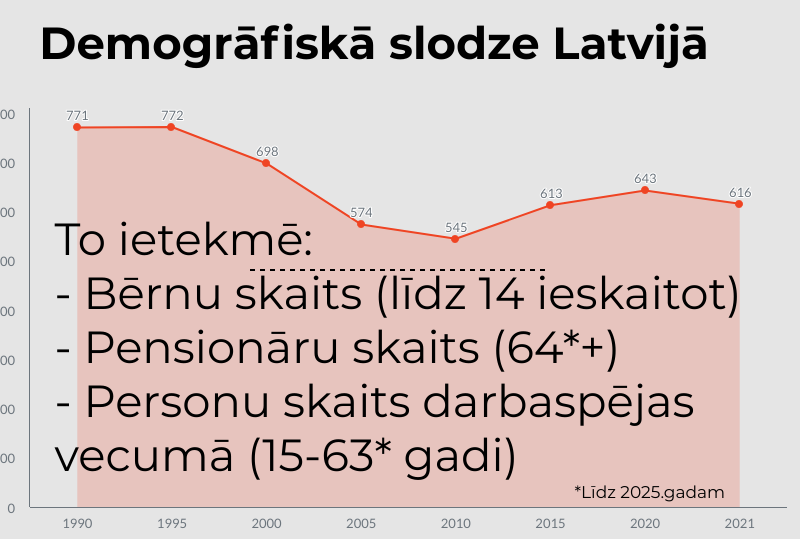 Demogrāfiskā slodze Latvijā
771 772 698 574 545 613 643 616
To ietekmē:
- Bērnu skaits (līdz 14 ieskaitot)
- Pensionāru skaits (64*+)
- Personu skaits darbaspējas
vecumā (15-63* gadi)
*Līdz 2025.gadam
0
1990 1995 2000 2005 2010 2015 2020 2021